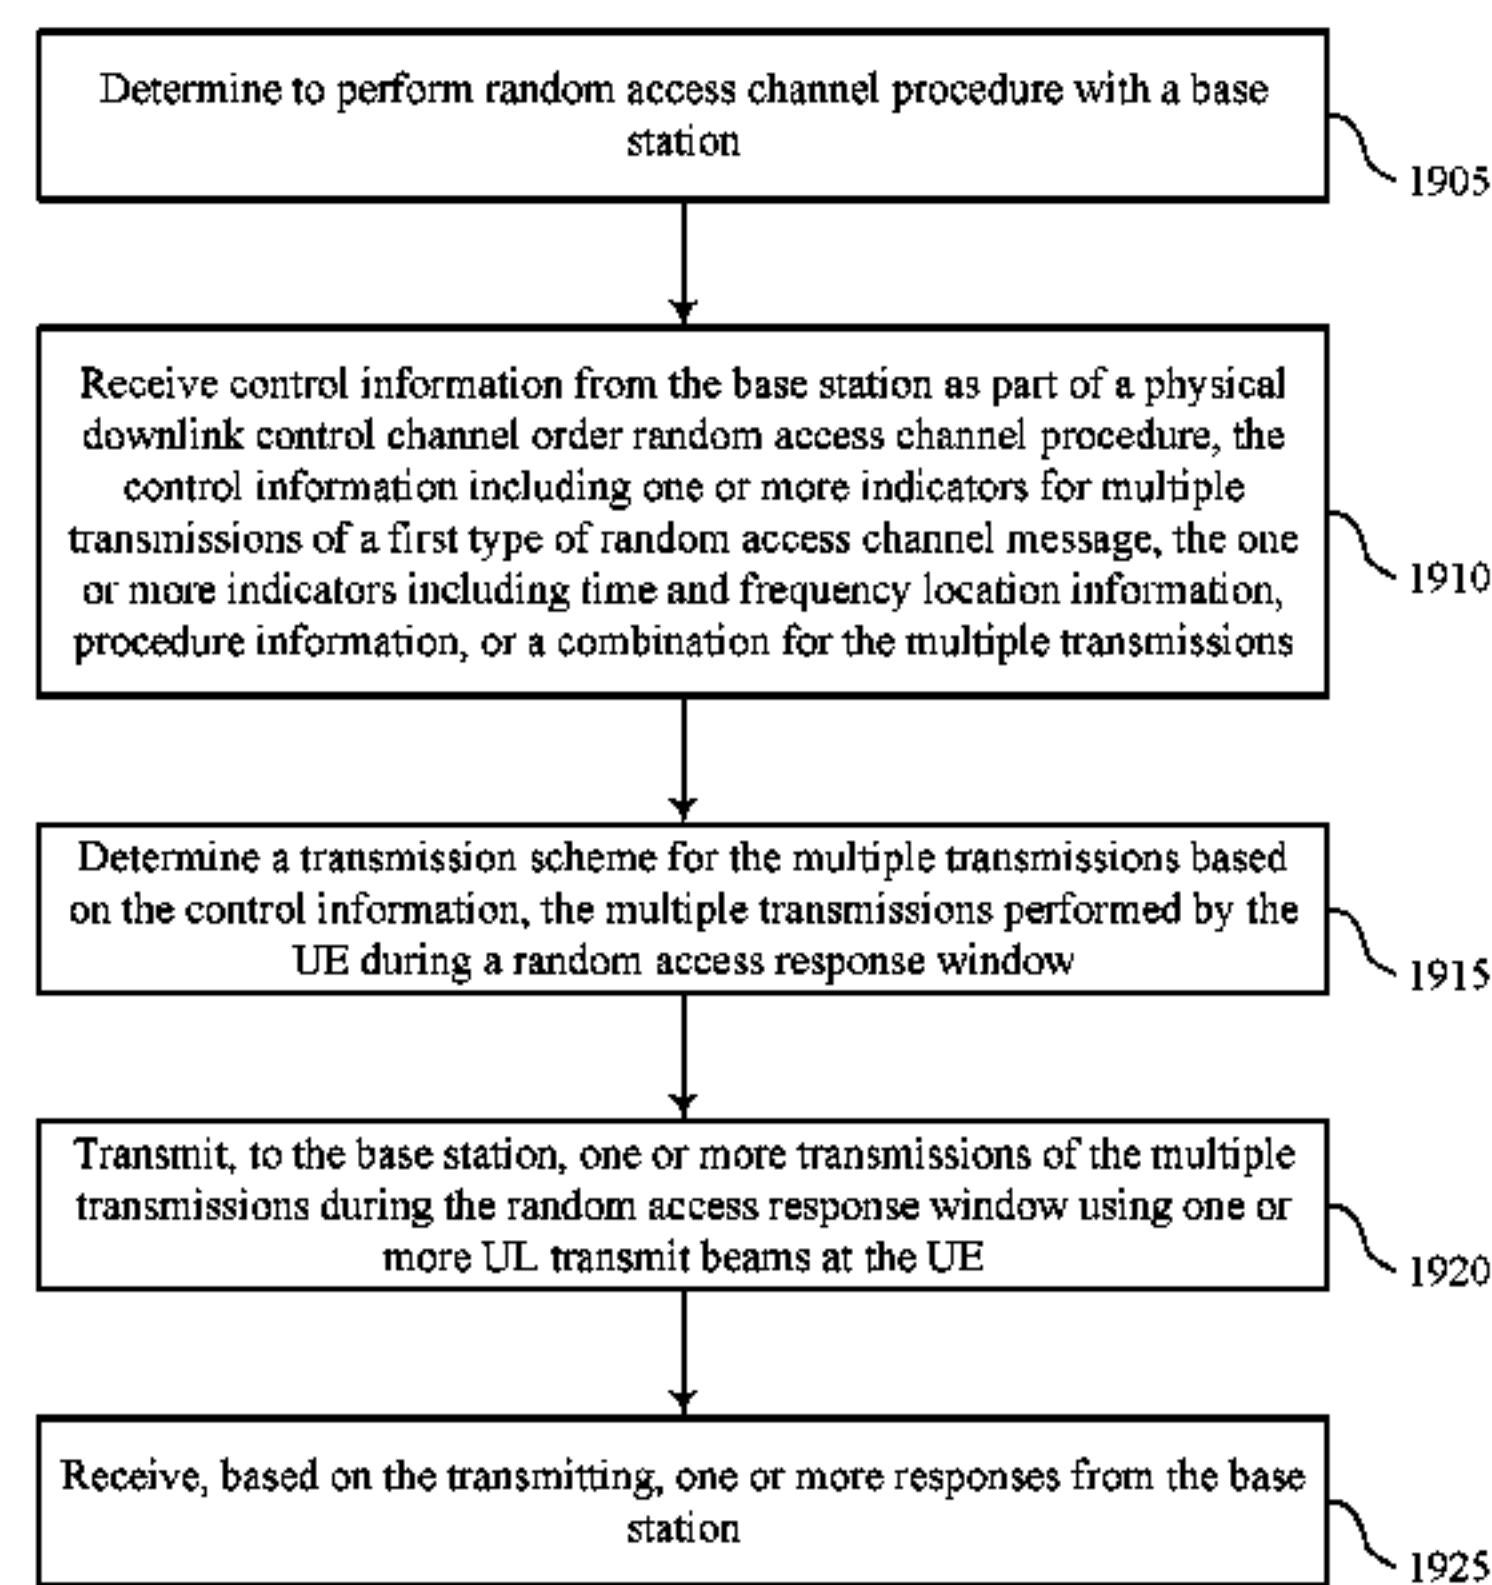 Determine to perform random access channel procedure with a base
station
1905
Receive control information from the base station as part of a physical
downlink control channel order random access channel procedure, the
control information including one or more indicators for multiple
transmissions of a first type of random access channel message, the one
or more indicators including time and frequency location information,
procedure information, or a combination for the multiple transmissions
1910
Determine a transmission scheme for the multiple transmissions based
on the control information, the multiple transmissions performed by the
UE during a random access response window
1915
Transmit, to the base station, one or more transmissions of the multiple
transmissions during the random access response window using one or
more UL transmit beams at the UE
1920
Receive, based on the transmitting, one or more responses from the base
station
1925